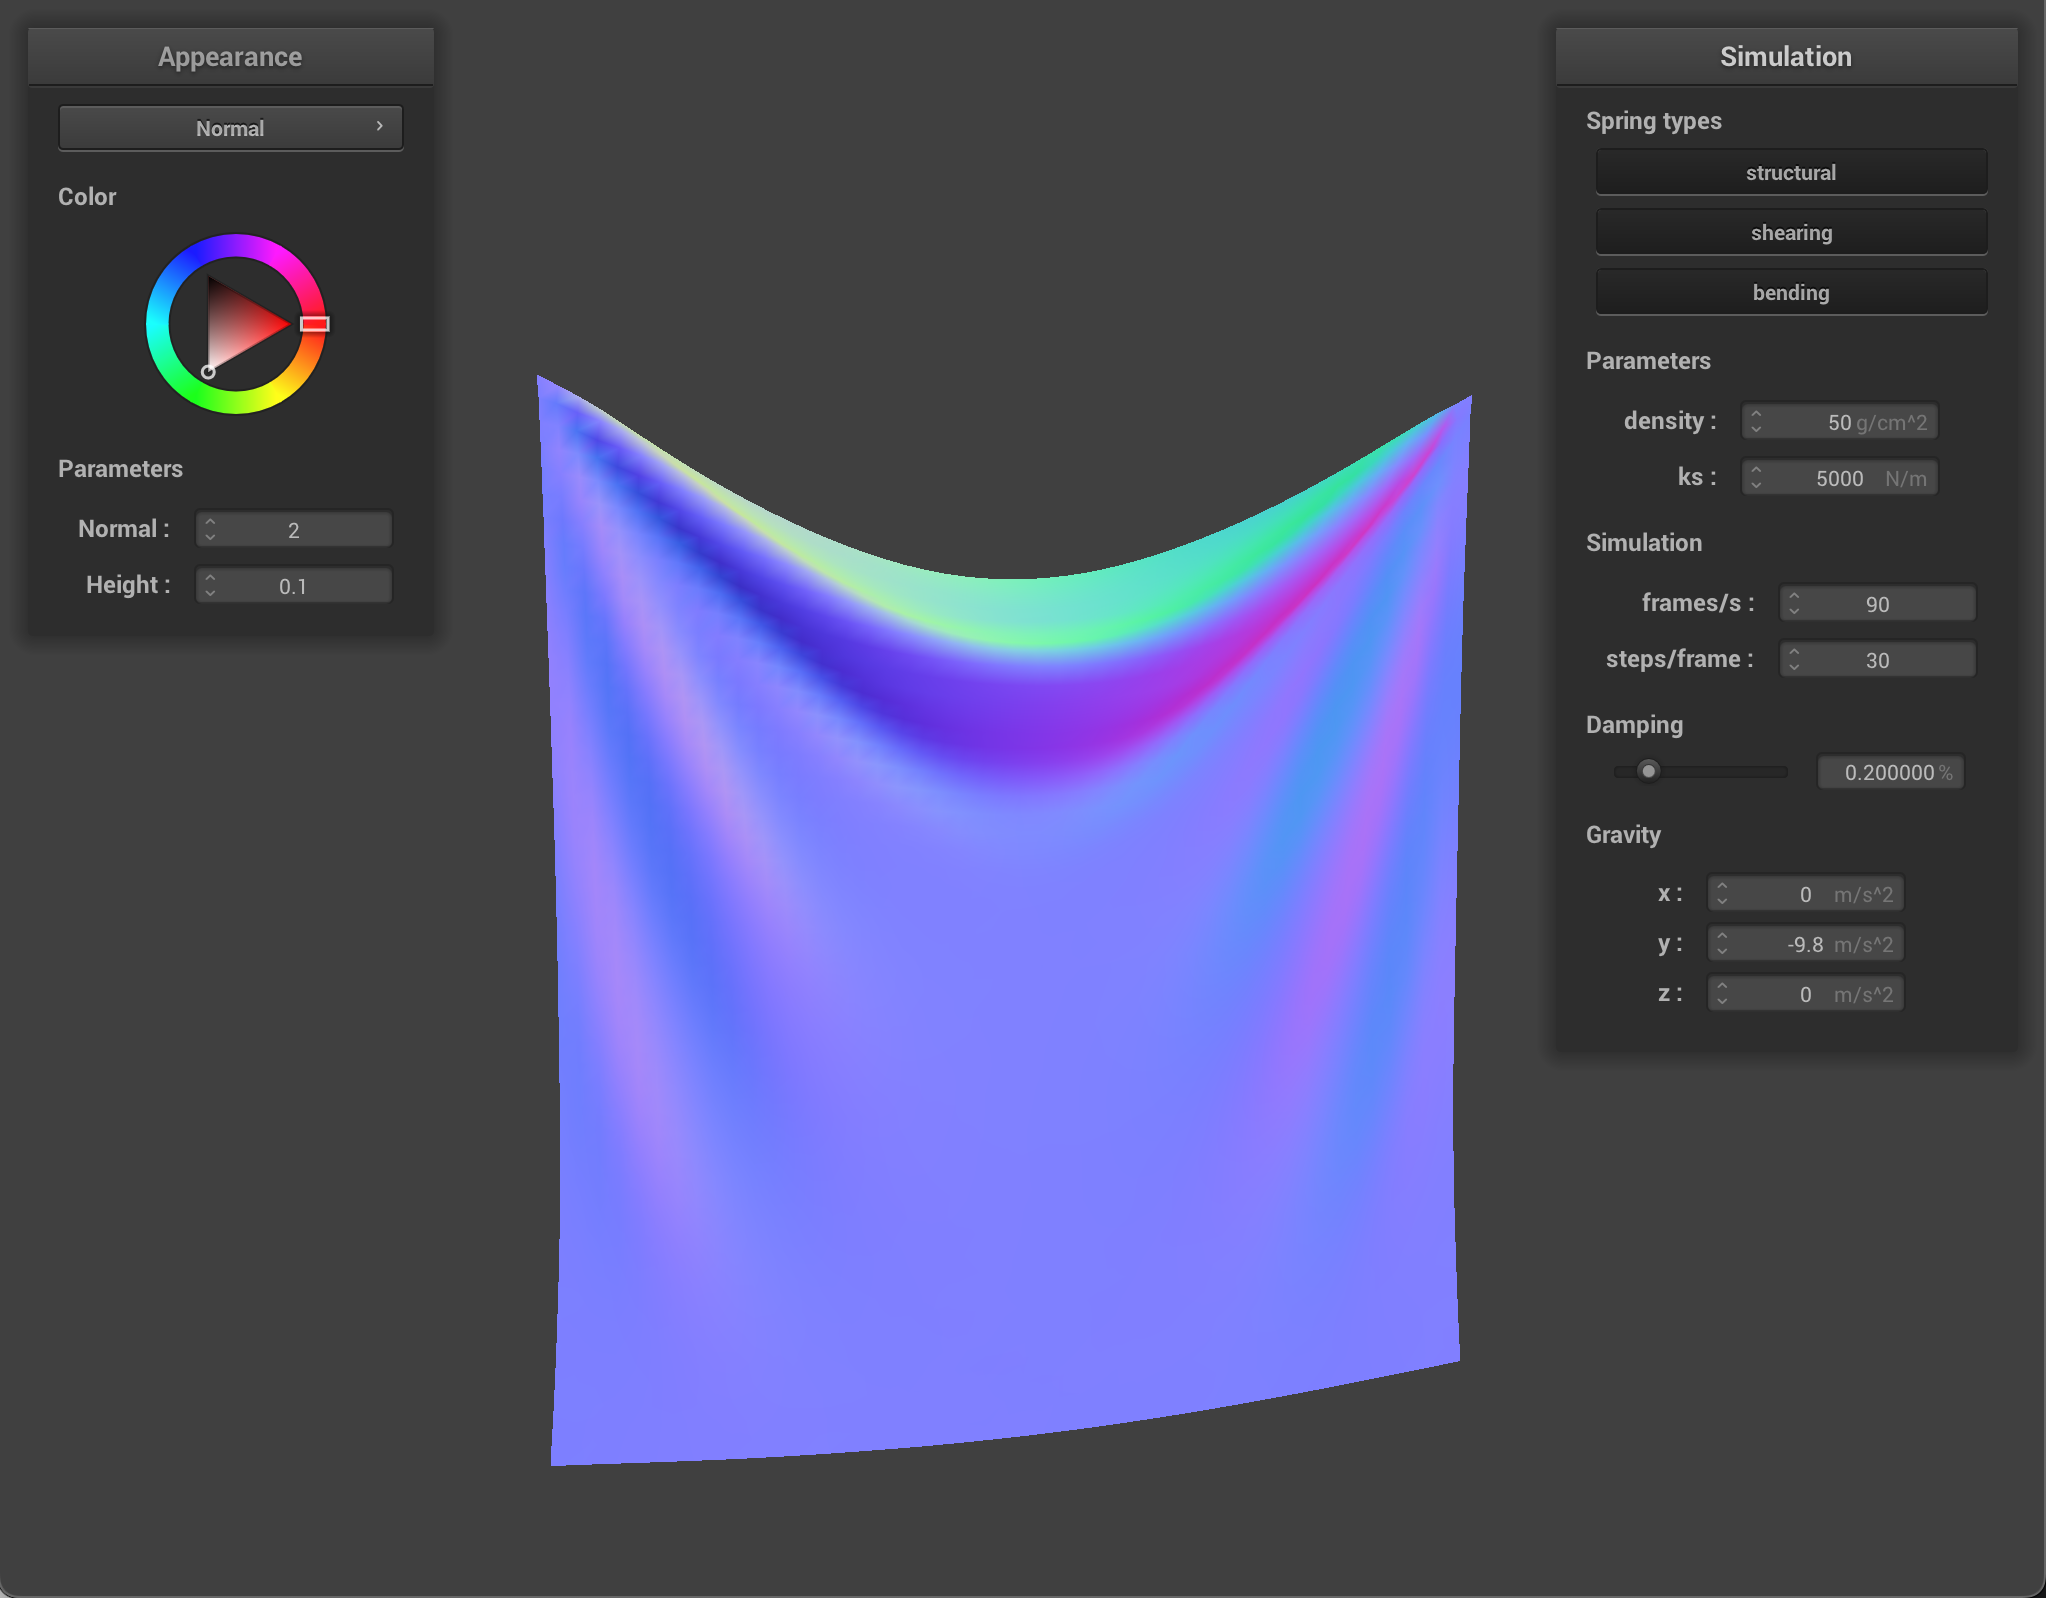 Appearance
Normal
Color
Parameters
Normal : 2
Height : 0.1
Simulation
Spring types
structural
shearing
bending
Parameters
density : 50 g/cm^2
ks : 5000 N/m
Simulation
frames/s : 90
steps/frame : 30
Damping
0.200000 %
Gravity
x : 0 m/s^2
y : -9.8 m/s^2
z : 0 m/s^2